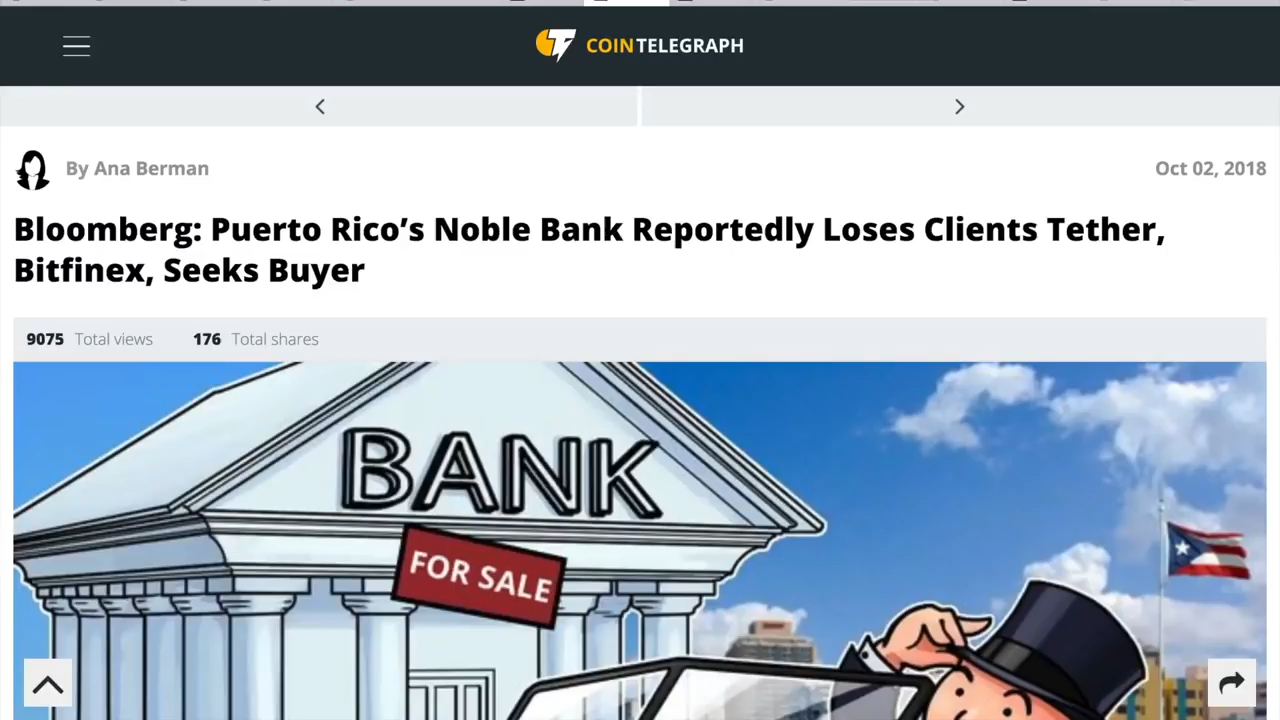 COINTELEGRAPH
By Ana Berman
Oct 02, 2018
Bloomberg: Puerto Rico’s Noble Bank Reportedly Loses Clients Tether,
Bitfinex, Seeks Buyer
9075 Total views 176 Total shares
BANK
FOR SALE